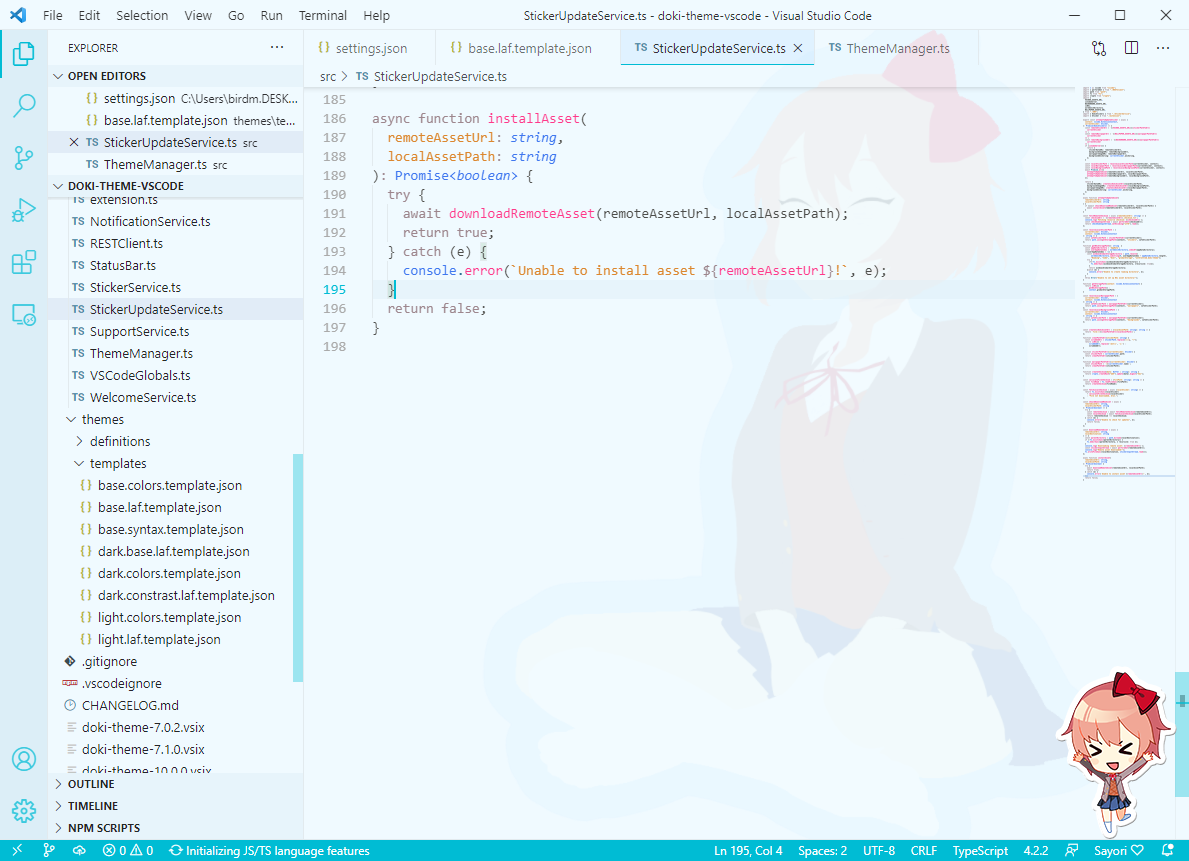 File Edit Selection View Go Run Terminal Help StickerUpdateService.ts - doki-theme-vscode - Visual Studio Code
EXPLORER
OPEN EDITORS
settings.json C:\Users\birdm.DESK...
base.laf.template.json themes\te...
TS StickerUpdateService.ts src
TS ThemeManager.ts src
DOKI-THEME-VSCODE
TS extension.ts
TS NotificationService.ts
TS RESTClient.ts
TS StatusBar.ts
TS StickerService.ts
TS StickerUpdateService.ts
TS SupportService.ts
TS ThemeManager.ts
TS VSCodeGlobals.ts
TS WelcomeService.ts
themes
definitions
templates
{} base.colors.template.json
{} base.laf.template.json
{} base.syntax.template.json
{} dark.base.laf.template.json
{} dark.colors.template.json
{} dark.constrast.laf.template.json
{} light.colors.template.json
{} light.laf.template.json
.gitignore
npm .vscodeignore
CHANGELOG.md
doki-theme-7.0.2.vsix
doki-theme-7.1.0.vsix
doki-theme-10.0.0.vsix
OUTLINE
TIMELINE
NPM SCRIPTS
{} settings.json {} base.laf.template.json TS StickerUpdateService.ts TS ThemeManager.ts
src > TS StickerUpdateService.ts
185
186 async function installAsset(
187 remoteAssetUrl: string,
188 localAssetPath: string
189 ): Promise<boolean> {
190 try {
191 await downloadRemoteAsset(remoteAssetUrl, localAssetPath);
192 return true;
193 } catch (e) {
194 console.error(`Unable to install asset ${remoteAssetUrl}!`, e);
195 }
196 return false;
197 }
198
0 0 Initializing JS/TS language features Ln 195, Col 4 Spaces: 2 UTF-8 CRLF TypeScript 4.2.2 Sayori ♡